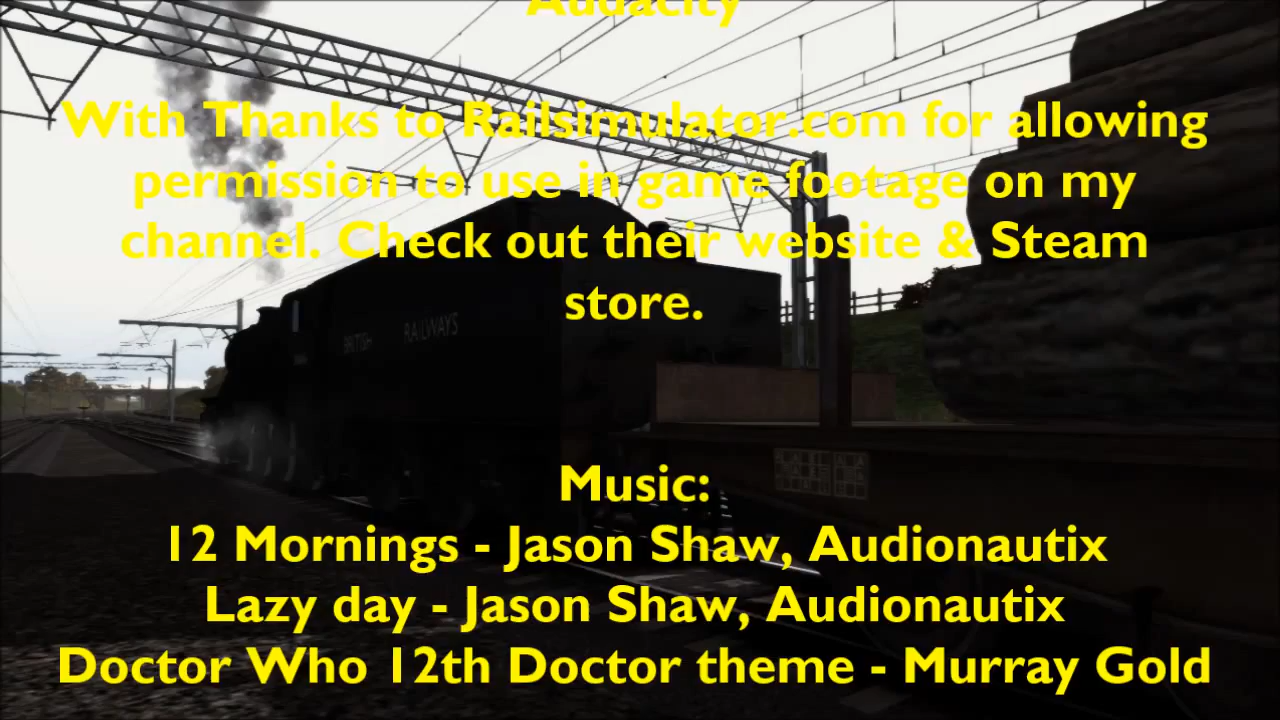 Audacity
With Thanks to Railsimulator.com for allowing
permission to use in game footage on my
channel. Check out their website & Steam
store.
BRITISH RAILWAYS
Music:
12 Mornings - Jason Shaw, Audionautix
Lazy day - Jason Shaw, Audionautix
Doctor Who 12th Doctor theme - Murray Gold